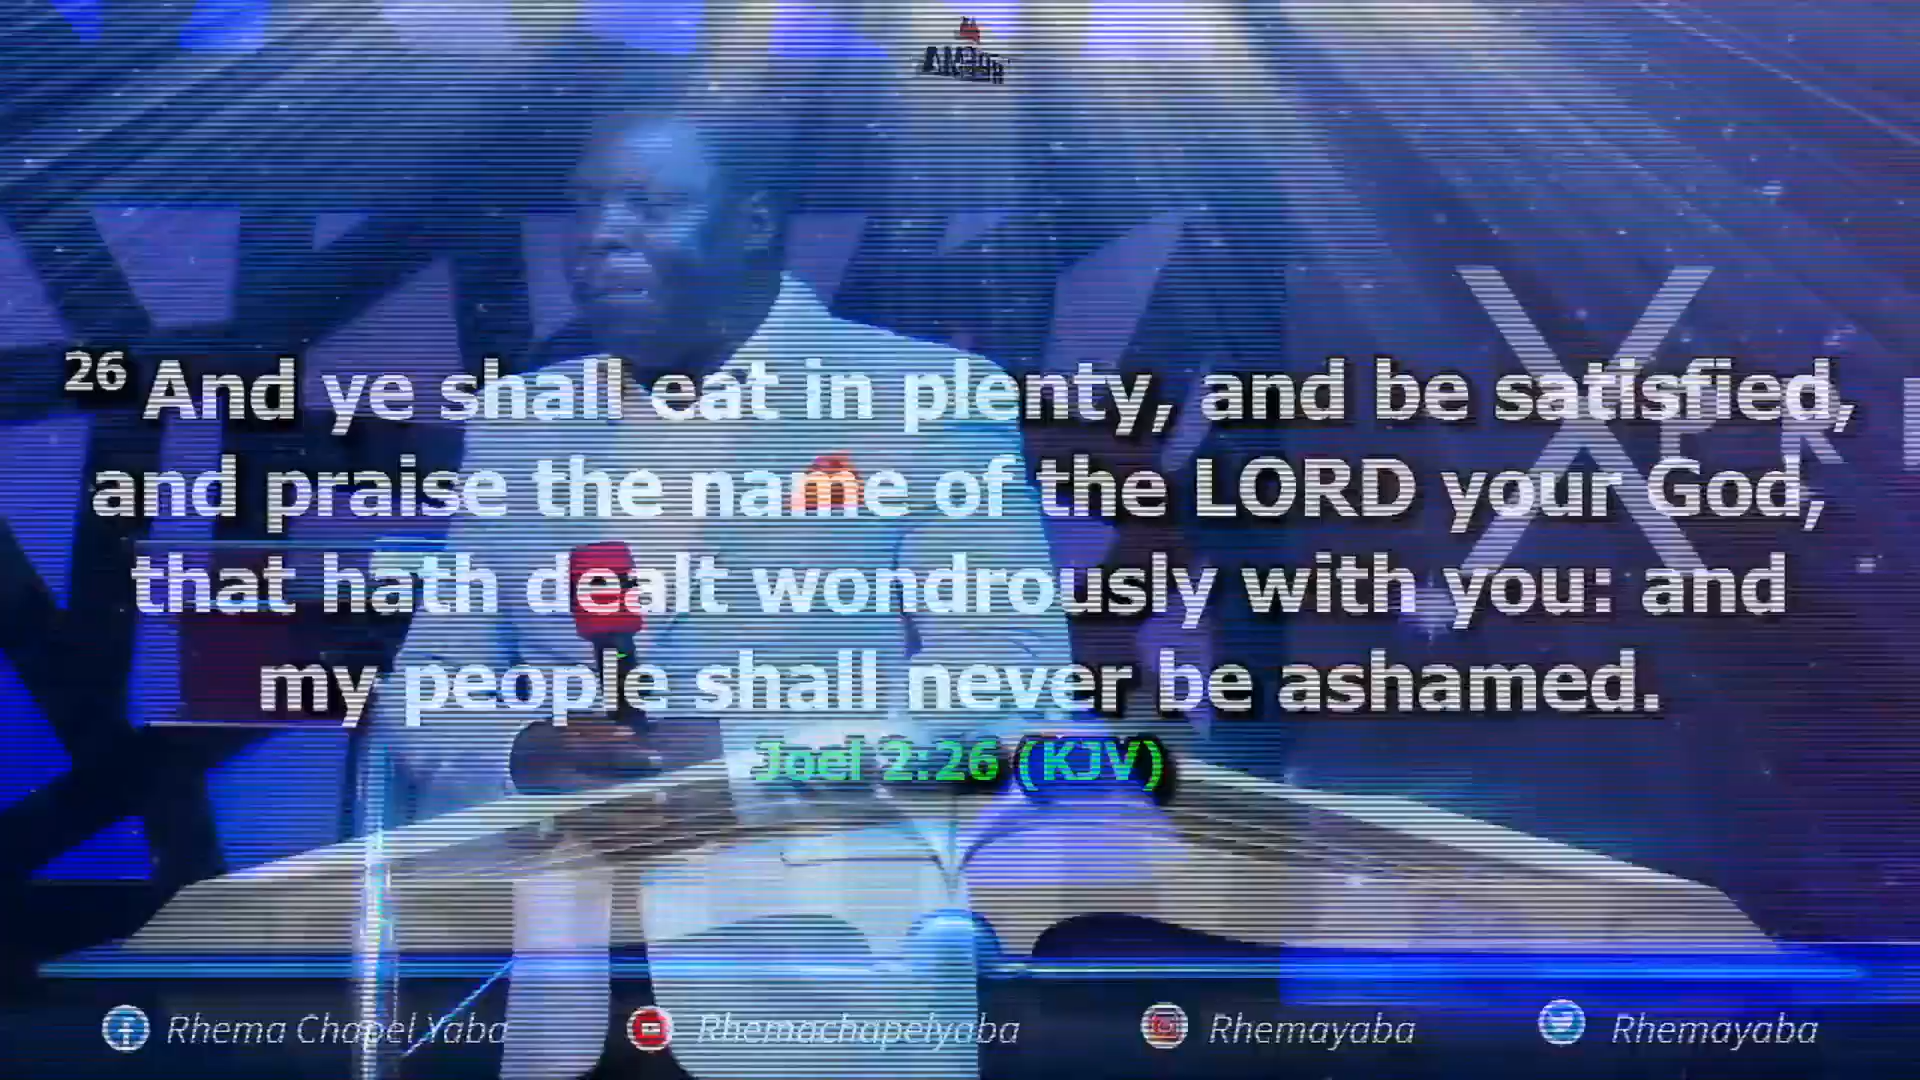 26 And ye shall eat in plenty, and be satisfied,
and praise the name of the LORD your God,
that hath dealt wondrously with you: and
my people shall never be ashamed.
Joel 2:26 (KJV)
X
P R
Rhema Chapel Yaba
Rhemachapelyaba
Rhemayaba
Rhemayaba